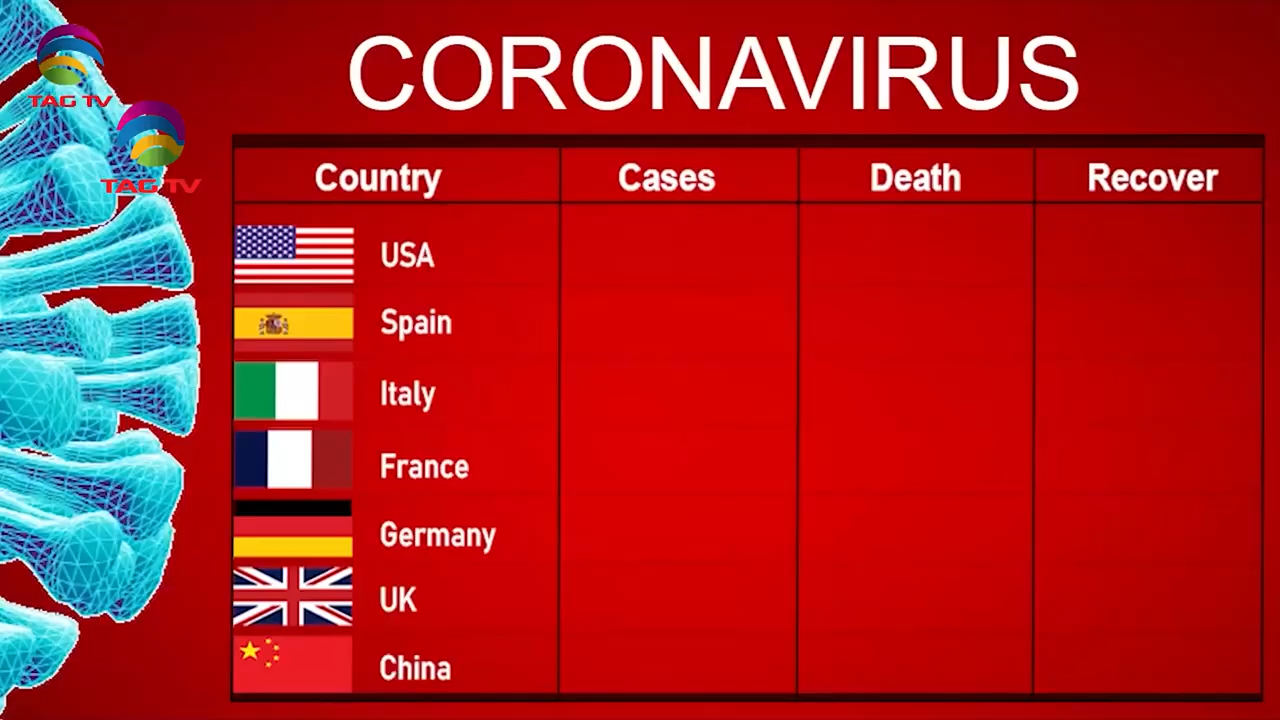 TAG TV
TAG TV
CORONAVIRUS
Country Cases Death Recover
USA
Spain
Italy
France
Germany
UK
China